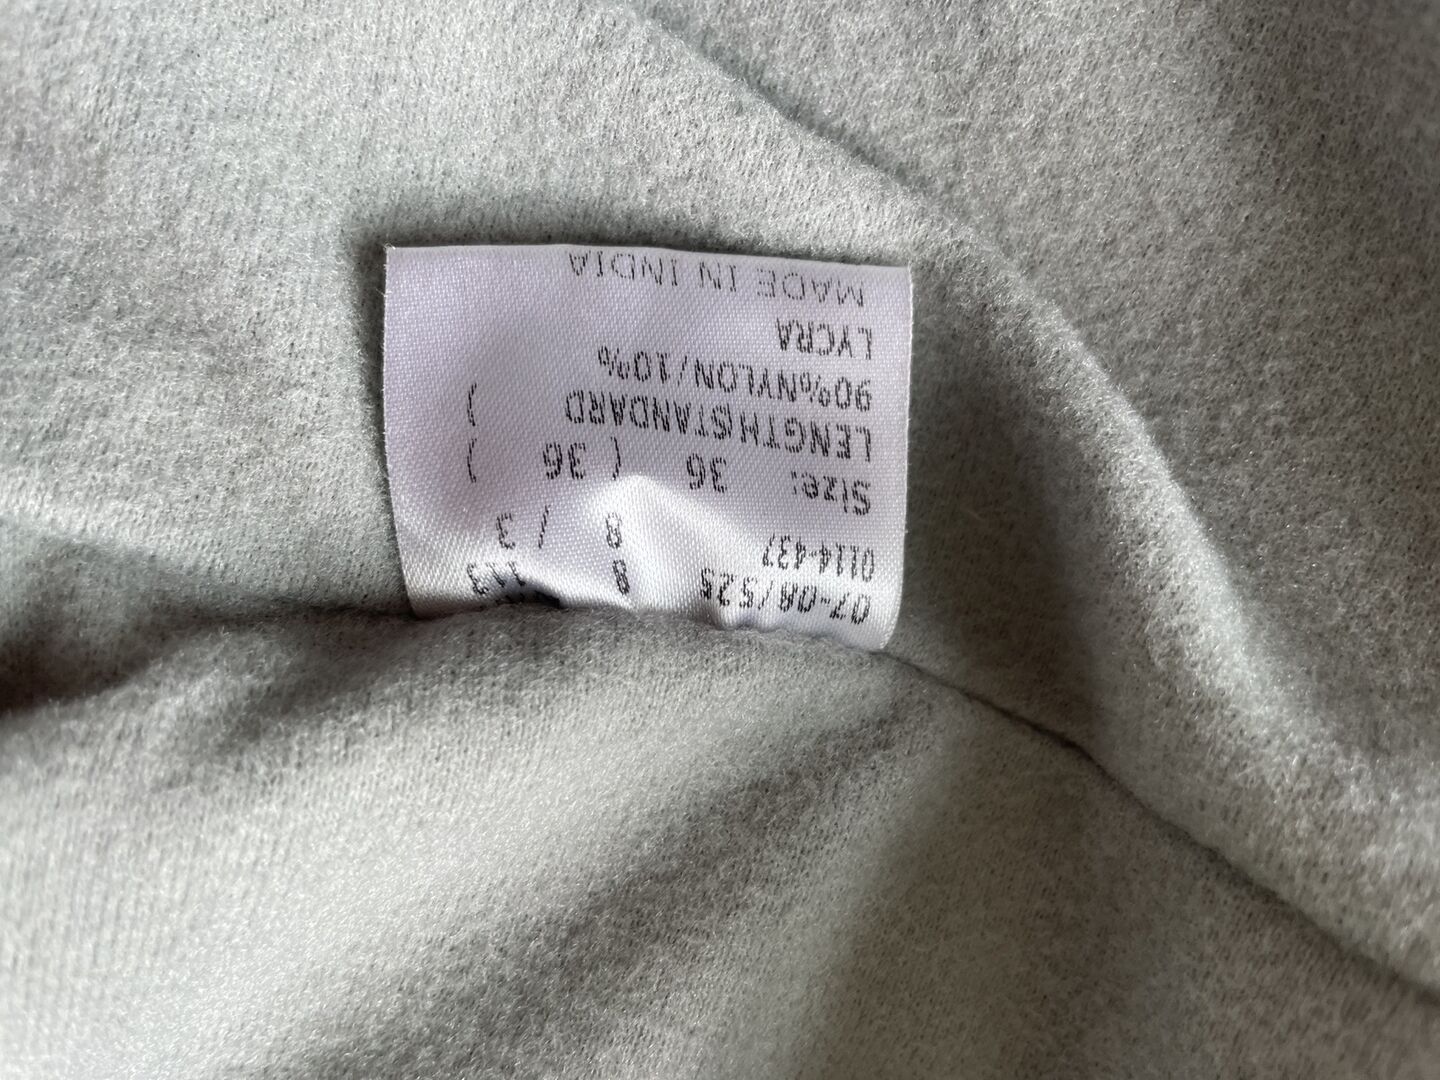 07-08/525 8 113
0114-437 8 / 3
Size: 36 ( 36 )
LENGTH(STANDARD )
90%NYLON/10%
LYCRA
MADE IN INDIA